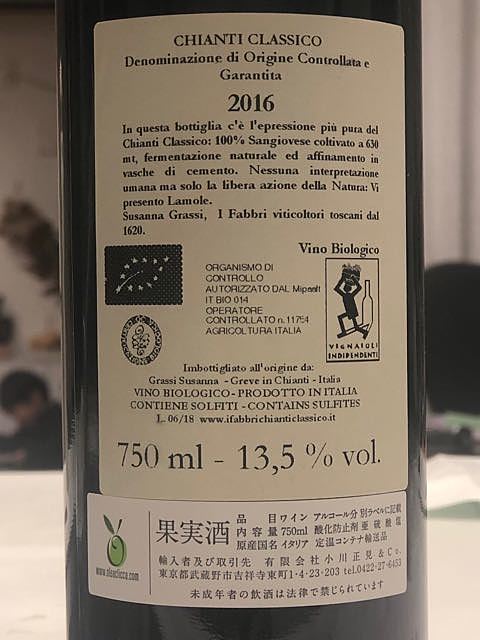 CHIANTI CLASSICO
Denominazione di Origine Controllata e
Garantita
2016
In questa bottiglia c'è l'epressione più pura del
Chianti Classico: 100% Sangiovese coltivato a 630
mt, fermentazione naturale ed affinamento in
vasche di cemento. Nessuna interpretazione
umana ma solo la libera azione della Natura: Vi
presento Lamole.
Susanna Grassi, I Fabbri viticoltori toscani dal
1620.
Vino Biologico
ORGANISMO DI
CONTROLLO
AUTORIZZATO DAL Mipaaft
IT BIO 014
OPERATORE
CONTROLLATO n. 11754
AGRICOLTURA ITALIA
VIGNAIOLI
INDIPENDENTI
Imbottigliato all'origine da:
Grassi Susanna - Greve in Chianti - Italia
VINO BIOLOGICO - PRODOTTO IN ITALIA
CONTIENE SOLFITI - CONTAINS SULFITES
L. 06/18 www.ifabbrichianticlassico.it
750 ml - 13,5 % vol.
果実酒
品目 ワイン アルコール分 別ラベルに記載
内容量 750ml 酸化防止剤 亜硫酸塩
原産国名 イタリア 定温コンテナ輸送品
輸入者及び取引先 有限会社小川正見&Co.
東京都武蔵野市吉祥寺東町1-4-23-203 tel.0422-27-6453
未成年者の飲酒は法律で禁じられています
www.oleaclicca.com